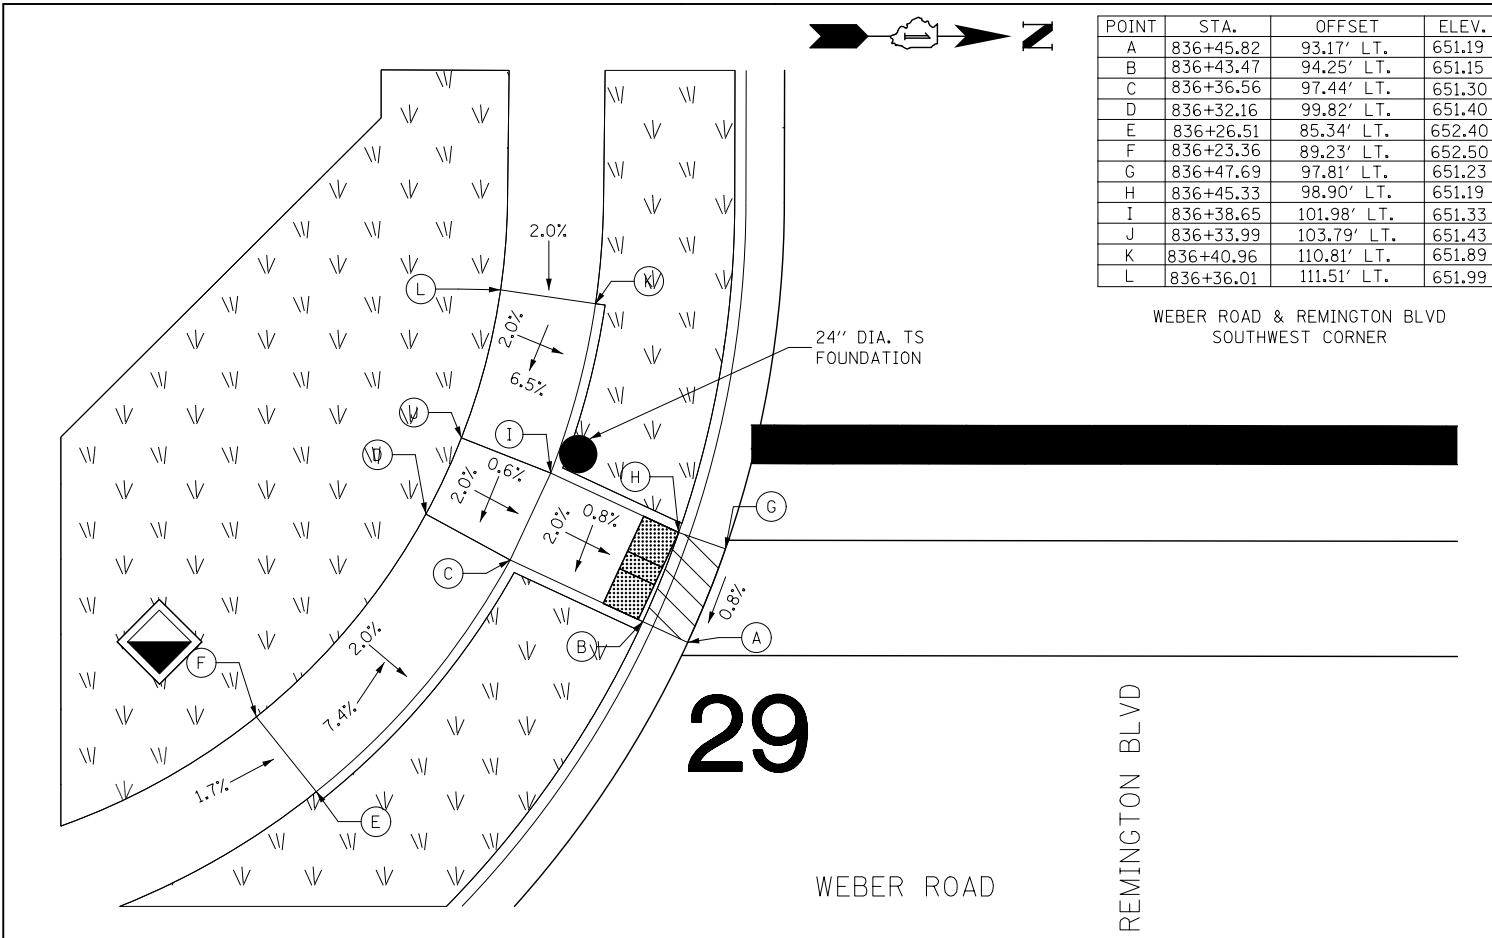 N
POINT STA. OFFSET ELEV.
A 836+45.82 93.17' LT. 651.19
B 836+43.47 94.25' LT. 651.15
C 836+36.56 97.44' LT. 651.30
D 836+32.16 99.82' LT. 651.40
E 836+26.51 85.34' LT. 652.40
F 836+23.36 89.23' LT. 652.50
G 836+47.69 97.81' LT. 651.23
H 836+45.33 98.90' LT. 651.19
I 836+38.65 101.98' LT. 651.33
J 836+33.99 103.79' LT. 651.43
K 836+40.96 110.81' LT. 651.89
L 836+36.01 111.51' LT. 651.99
WEBER ROAD & REMINGTON BLVD
SOUTHWEST CORNER
2.0%
L
K
2.0%
6.5%
24" DIA. TS
FOUNDATION
J
I
D
H
2.0%
0.6%
2.0%
0.8%
G
C
0.8%
B
A
F
2.0%
7.4%
1.7%
E
29
WEBER ROAD
REMINGTON BLVD